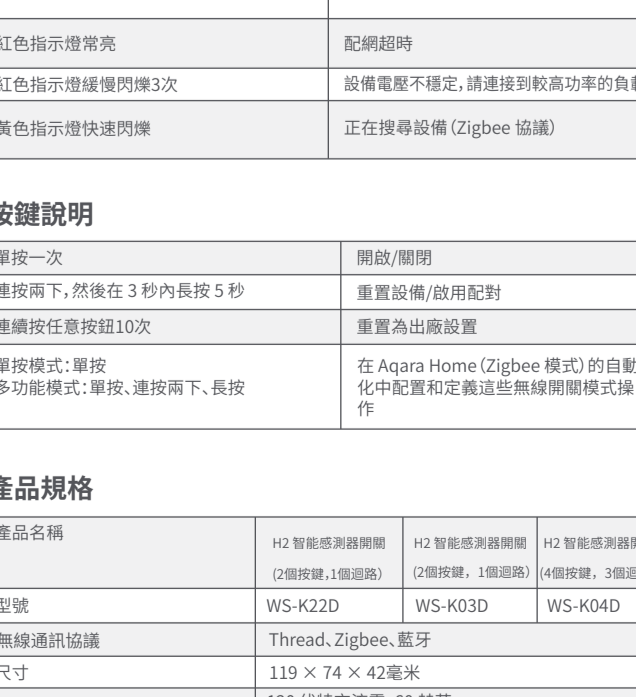 紅色指示燈常亮 配網超時
紅色指示燈緩慢閃爍3次 設備電壓不穩定，請連接到較高功率的負載
黃色指示燈快速閃爍 正在搜尋設備（Zigbee 協議）
按鍵說明
單按一次 開啟/關閉
連按兩下，然後在 3 秒內長按 5 秒 重置設備/啟用配對
連續按任意按鈕10次 重置為出廠設置
單按模式：單按
多功能模式：單按、連按兩下、長按
在 Aqara Home（Zigbee 模式）的自動
化中配置和定義這些無線開關模式操
作
產品規格
產品名稱
H2 智能感測器開關 H2 智能感測器開關 H2 智能感測器開
(2個按鍵，1個迴路) (2個按鍵，1個迴路) (4個按鍵，3個迴
型號 WS-K22D WS-K03D WS-K04D
無線通訊協議 Thread、Zigbee、藍牙
尺寸 119 × 74 × 42毫米